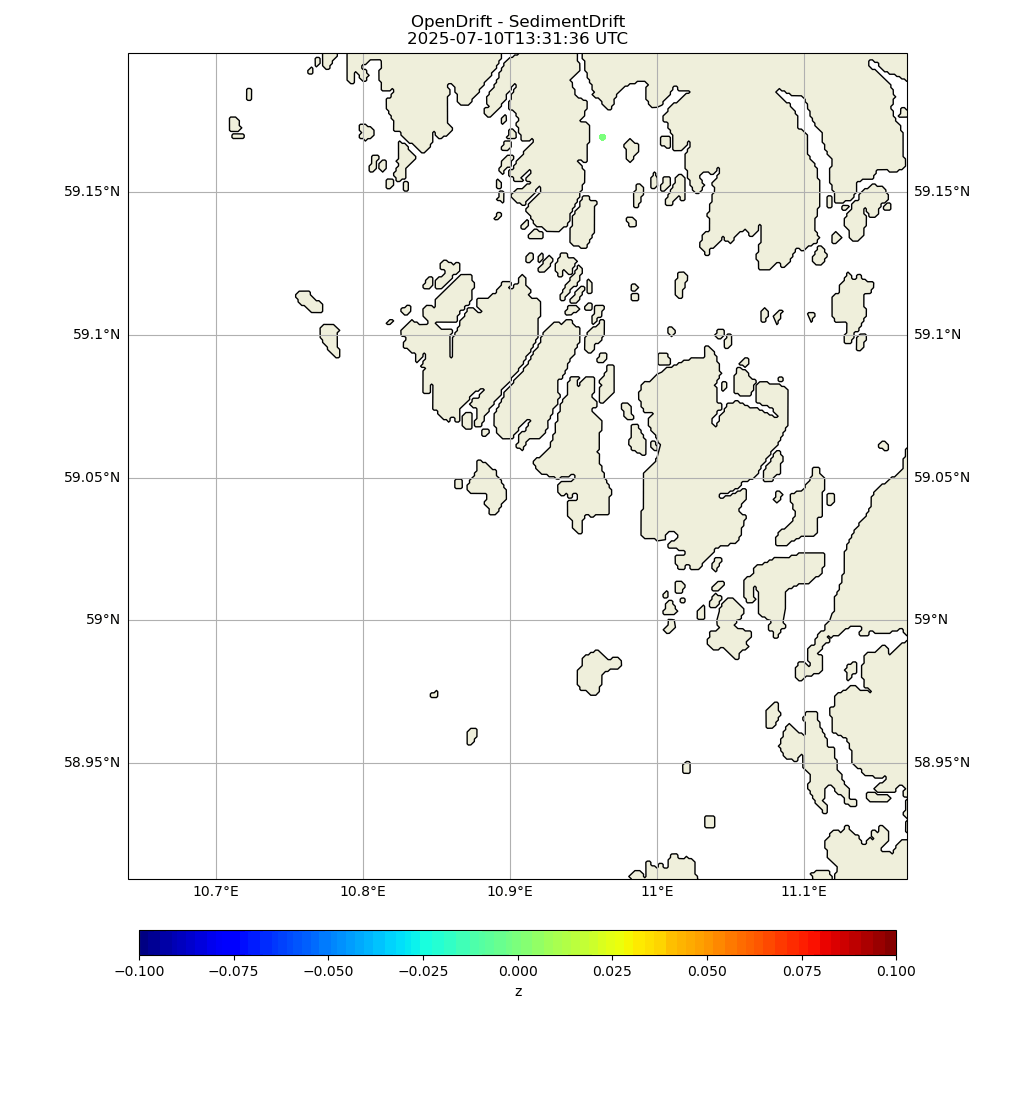 OpenDrift - SedimentDrift
2025-07-10T13:31:36 UTC
59.15°N 59.15°N
59.1°N 59.1°N
59.05°N 59.05°N
59°N 59°N
58.95°N 58.95°N
10.7°E 10.8°E 10.9°E 11°E 11.1°E
−0.100 −0.075 −0.050 −0.025 0.000 0.025 0.050 0.075 0.100
z